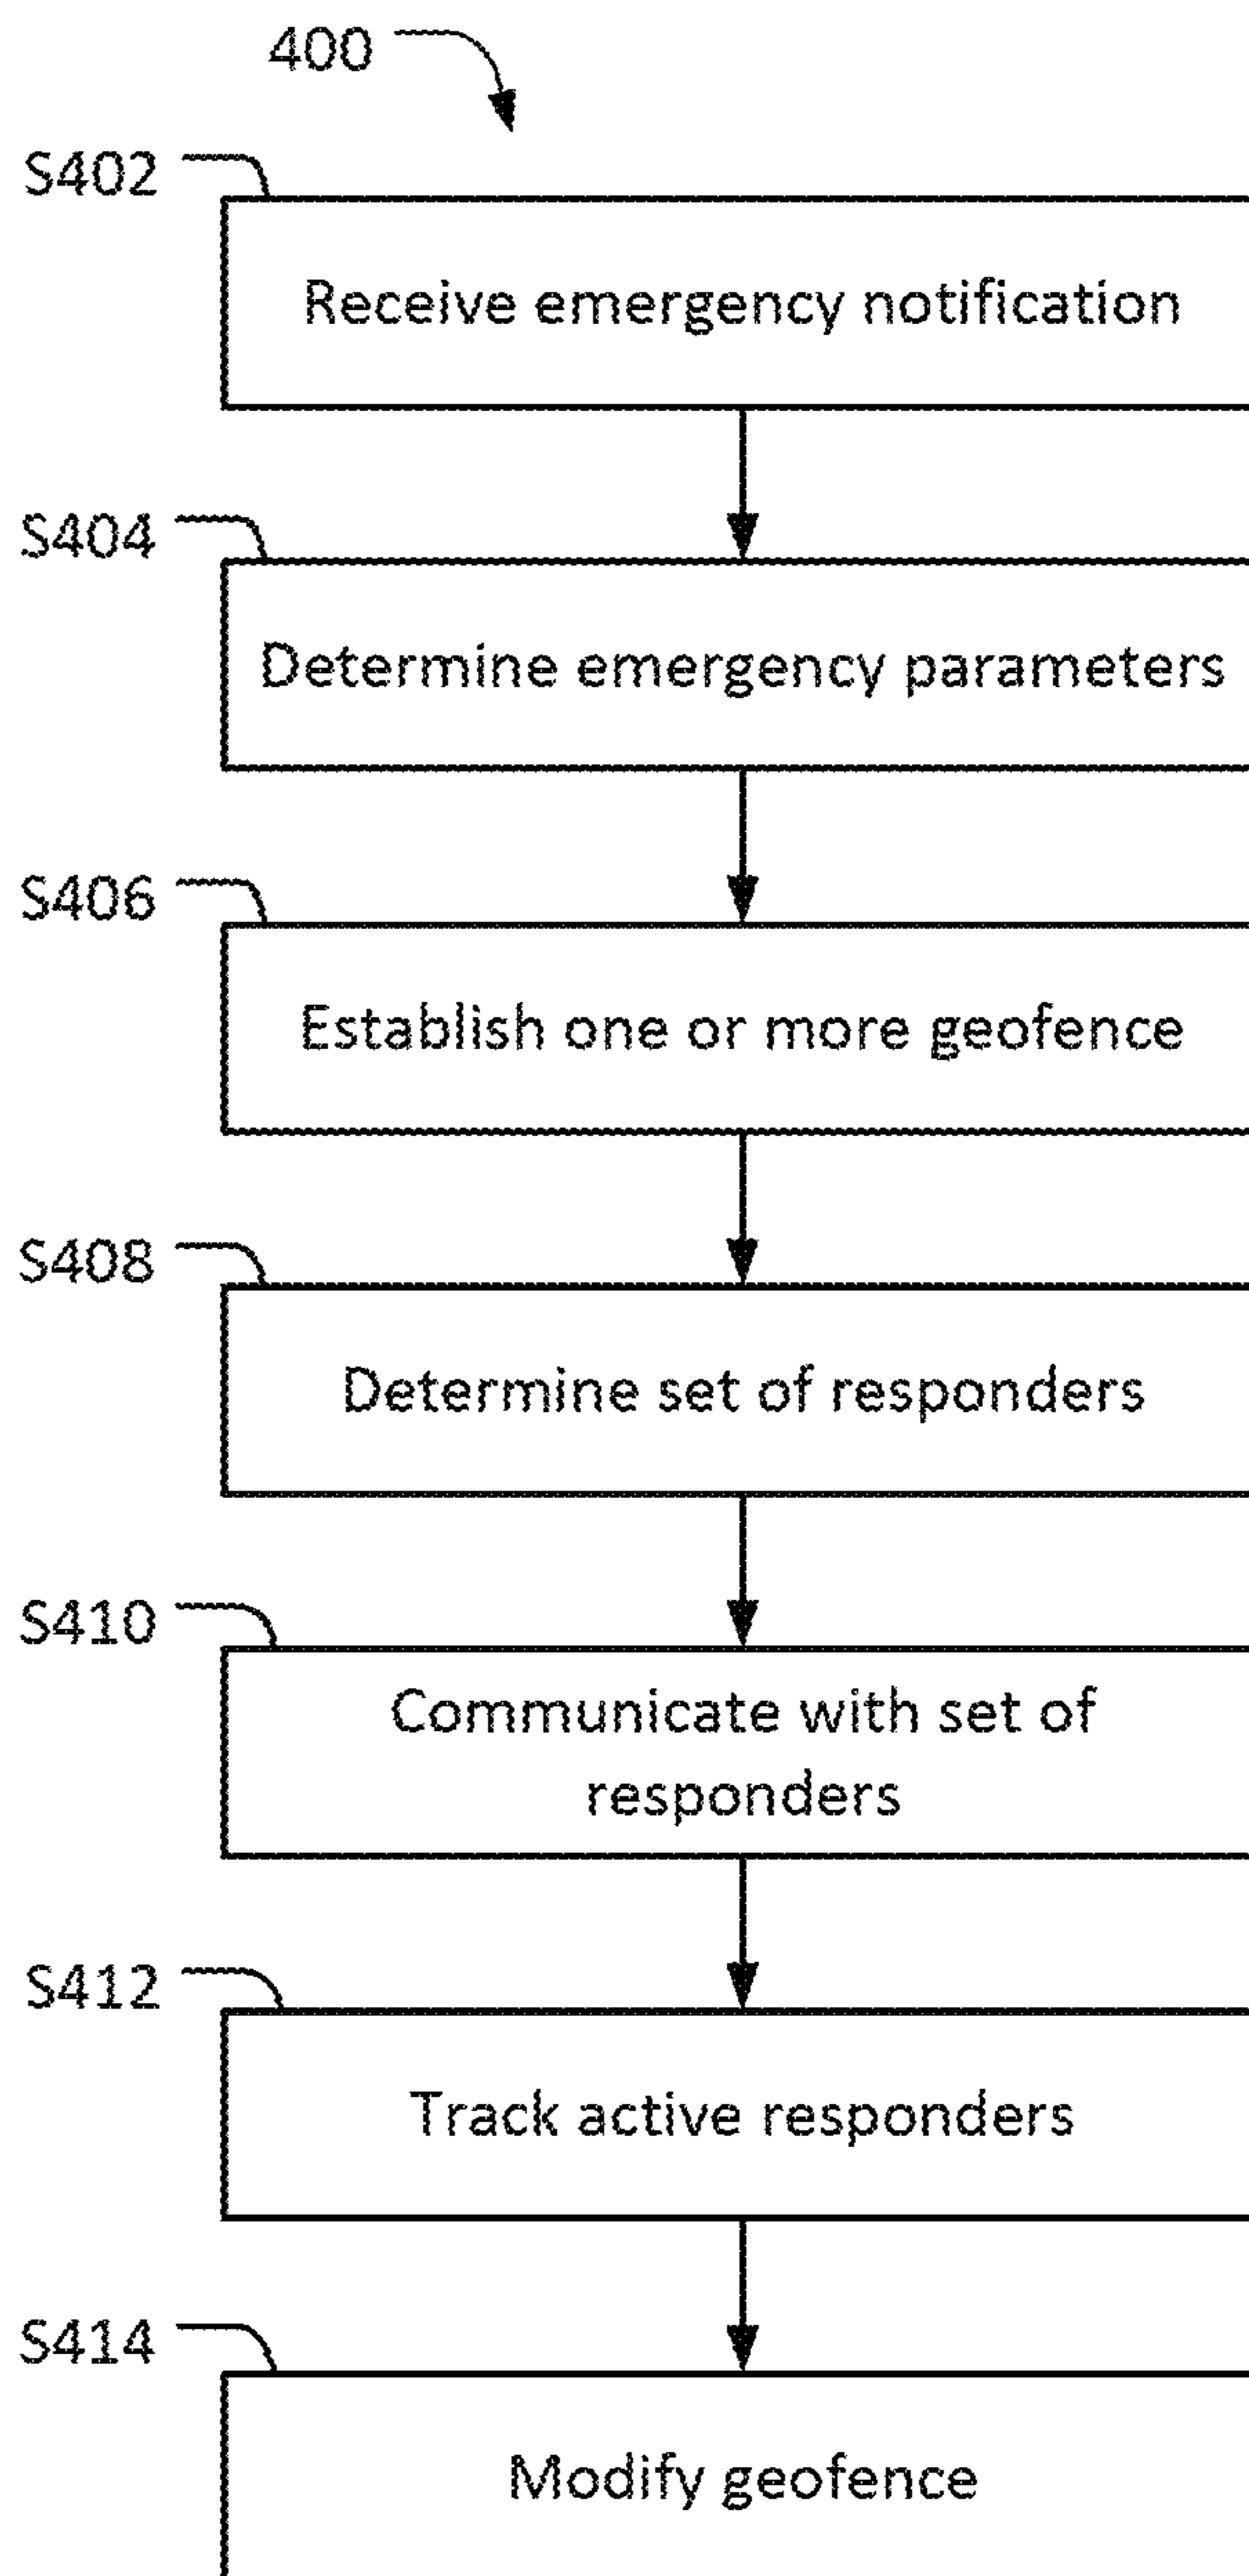 400
S402
Receive emergency notification
S404
Determine emergency parameters
S406
Establish one or more geofence
S408
Determine set of responders
S410
Communicate with set of
responders
S412
Track active responders
S414
Modify geofence